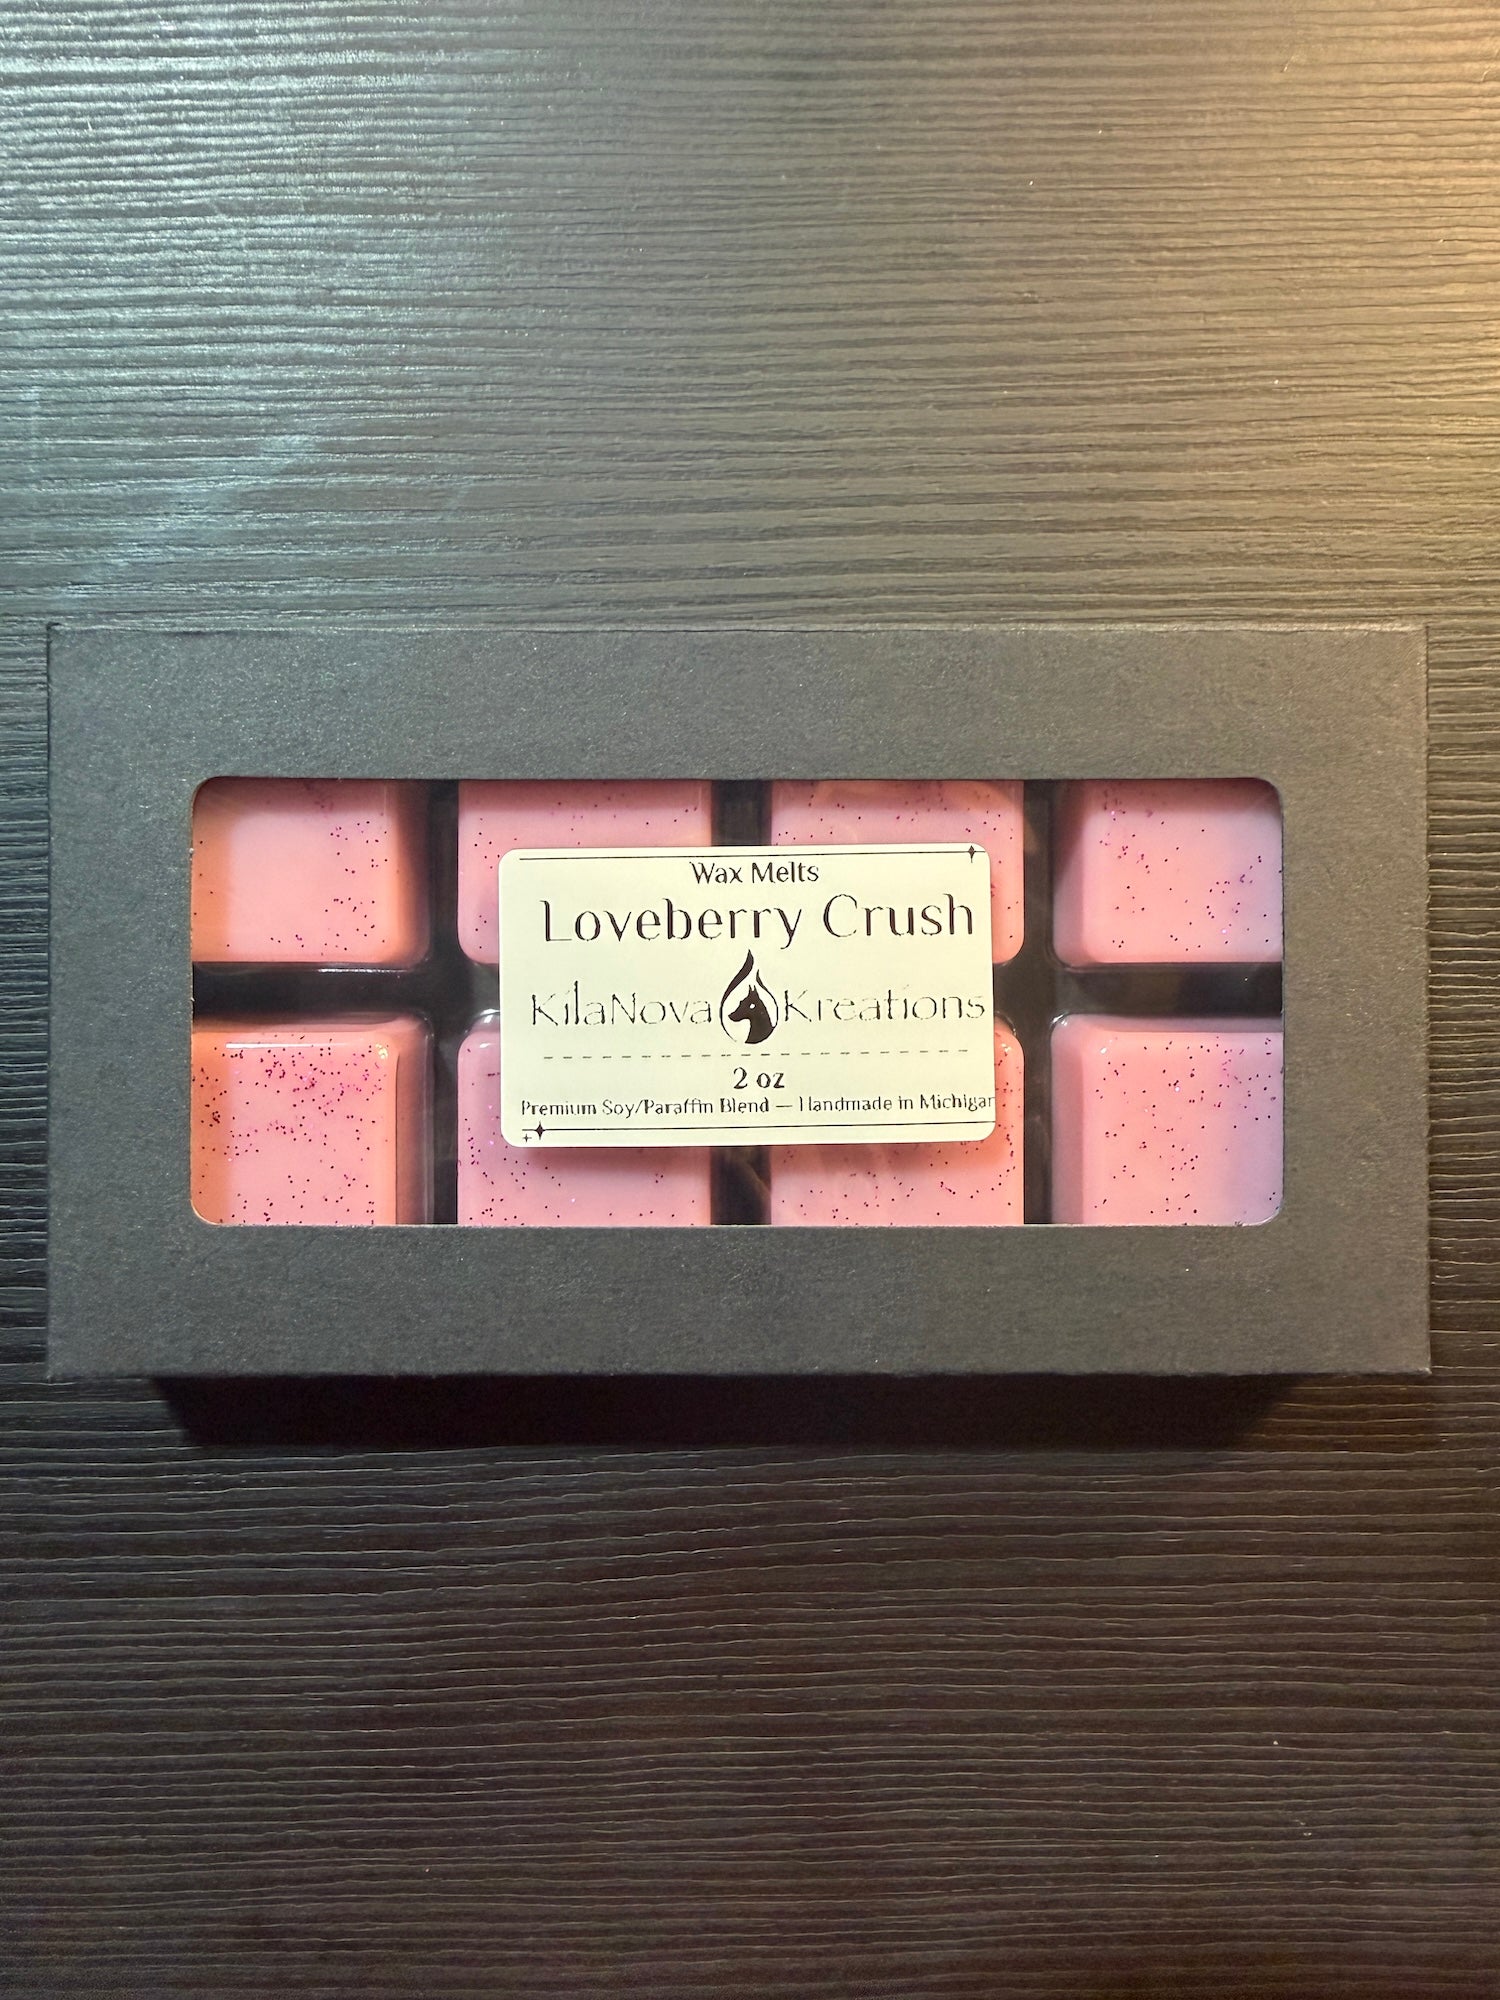 Wax Melts
Loveberry Crush
KilaNova Kreations
2 oz
Premium Soy/Paraffin Blend — Handmade in Michigan